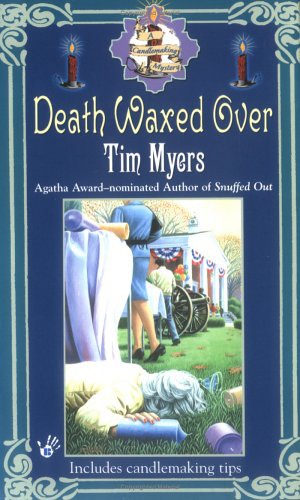 A
Candlemaking
Mystery
Death Waxed Over
Tim Myers
Agatha Award–nominated Author of Snuffed Out
Includes candlemaking tips